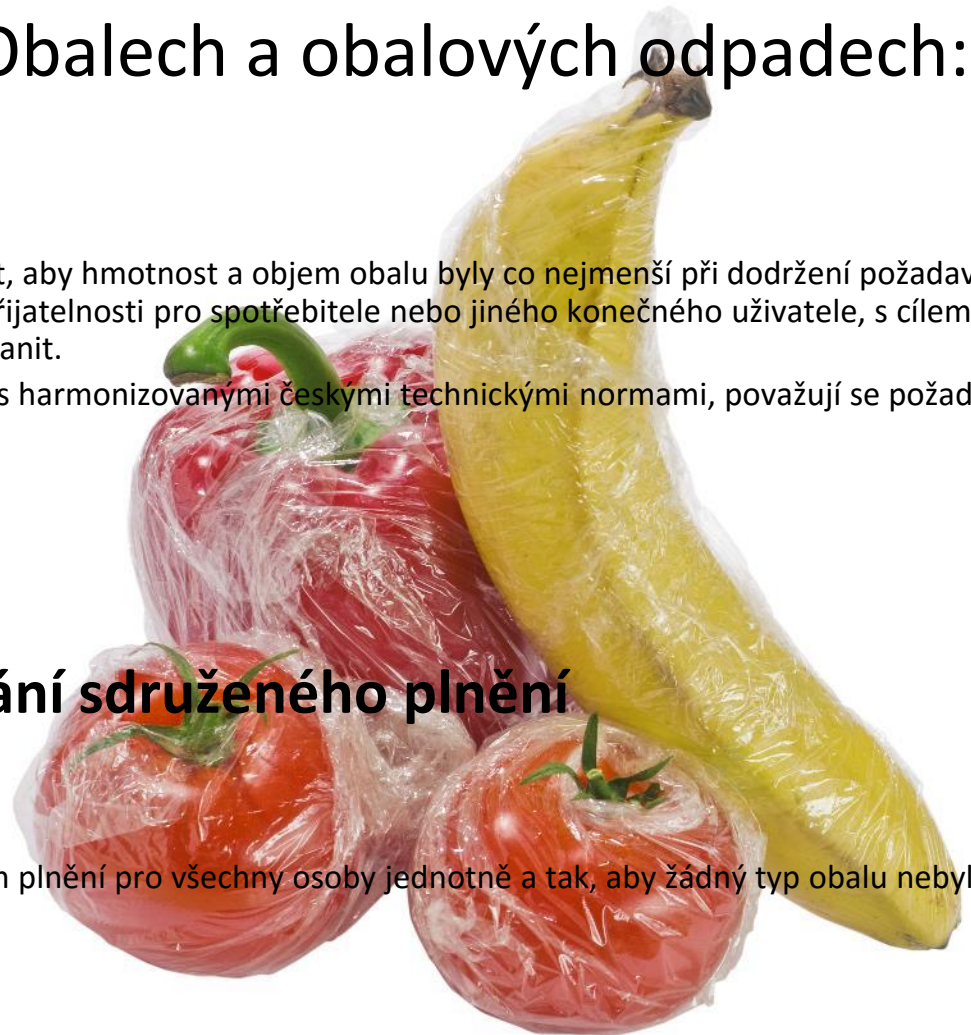 Obalech a obalových odpadech:
t, aby hmotnost a objem obalu byly co nejmenší při dodržení požadav
řijatelnosti pro spotřebitele nebo jiného konečného uživatele, s cílem
anit.
s harmonizovanými českými technickými normami, považují se požad
ání sdruženého plnění
n plnění pro všechny osoby jednotně a tak, aby žádný typ obalu nebyl